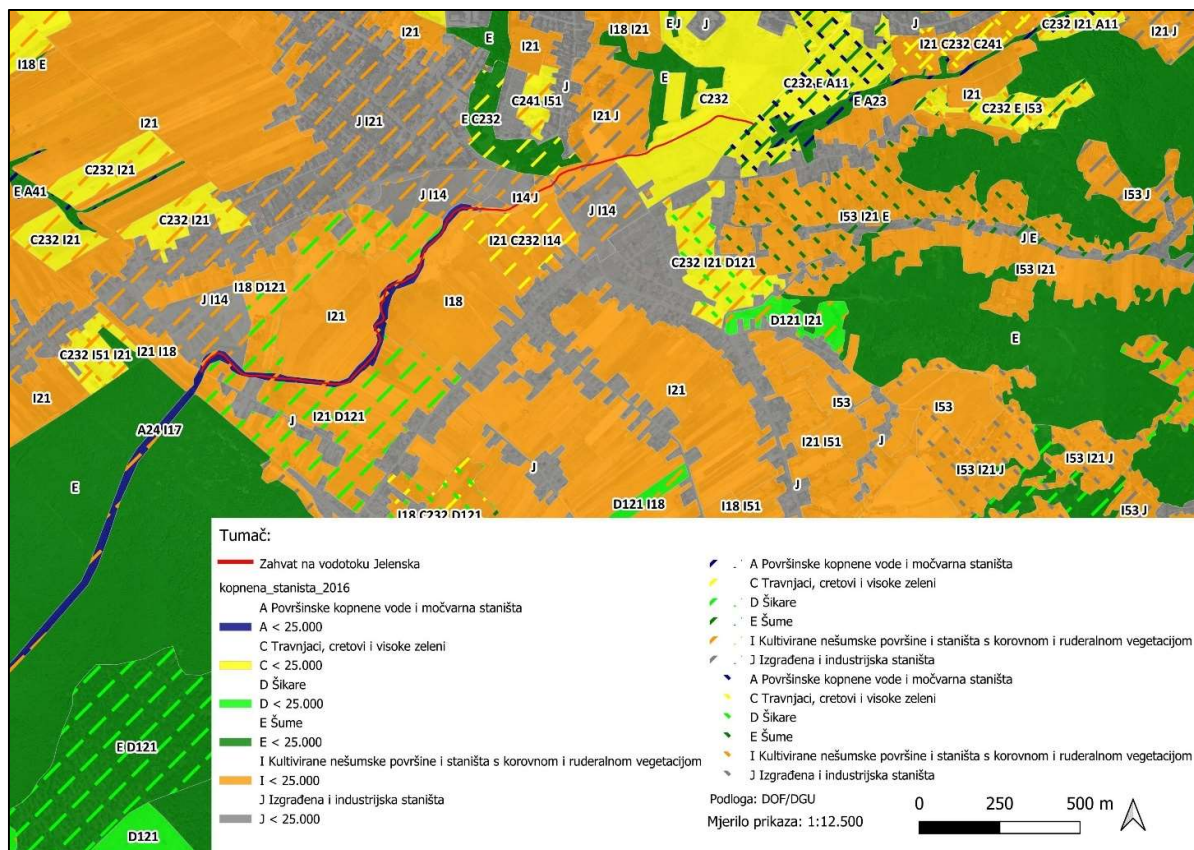 I21
E
E J
J
I18 I21
J
C232 I21 A11
I21 C232 C241
I21 J
I18 E
I21
J
C232 E A11
C232
E
C241 I51
E A23
I21
C232 E I53
I21
J I21
E C232
I21 J
C232 I21
E A41
J I14
I14 J
I53 J
C232 I21
J I14
I53 I21 E
C232 I21
I21 C232 I14
J E
C232 I21 D121
I53 I21
I18 D121
J I14
I18
I21
D121 I21
E
C232 I51 I21
I21 I18
I21
I21
I53
I53
J
I21 D121
A24 I17
I21 I51
J
E
J
I53 I21 J
I53 I21 J
I18 C232 D121
D121 I18
I18 I51
J
I53 J
E D121
D121
Tumač:
Zahvat na vodotoku Jelenska
kopnena_stanista_2016
A Površinske kopnene vode i močvarna staništa
A < 25.000
C Travnjaci, cretovi i visoke zeleni
C < 25.000
D Šikare
D < 25.000
E Šume
E < 25.000
I Kultivirane nešumske površine i staništa s korovnom i ruderalnom vegetacijom
I < 25.000
J Izgrađena i industrijska staništa
J < 25.000
A Površinske kopnene vode i močvarna staništa
C Travnjaci, cretovi i visoke zeleni
D Šikare
E Šume
I Kultivirane nešumske površine i staništa s korovnom i ruderalnom vegetacijom
J Izgrađena i industrijska staništa
A Površinske kopnene vode i močvarna staništa
C Travnjaci, cretovi i visoke zeleni
D Šikare
E Šume
I Kultivirane nešumske površine i staništa s korovnom i ruderalnom vegetacijom
J Izgrađena i industrijska staništa
Podloga: DOF/DGU
Mjerilo prikaza: 1:12.500
0 250 500 m